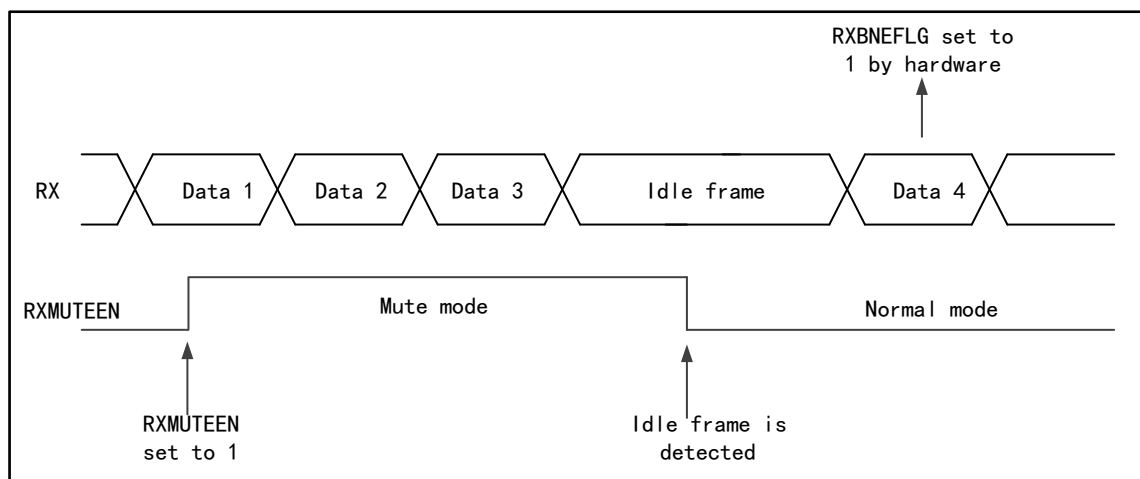 RXBNEFLG set to
1 by hardware
RX
Data 1
Data 2
Data 3
Idle frame
Data 4
RXMUTEEN
Mute mode
Normal mode
RXMUTEEN
set to 1
Idle frame is
detected